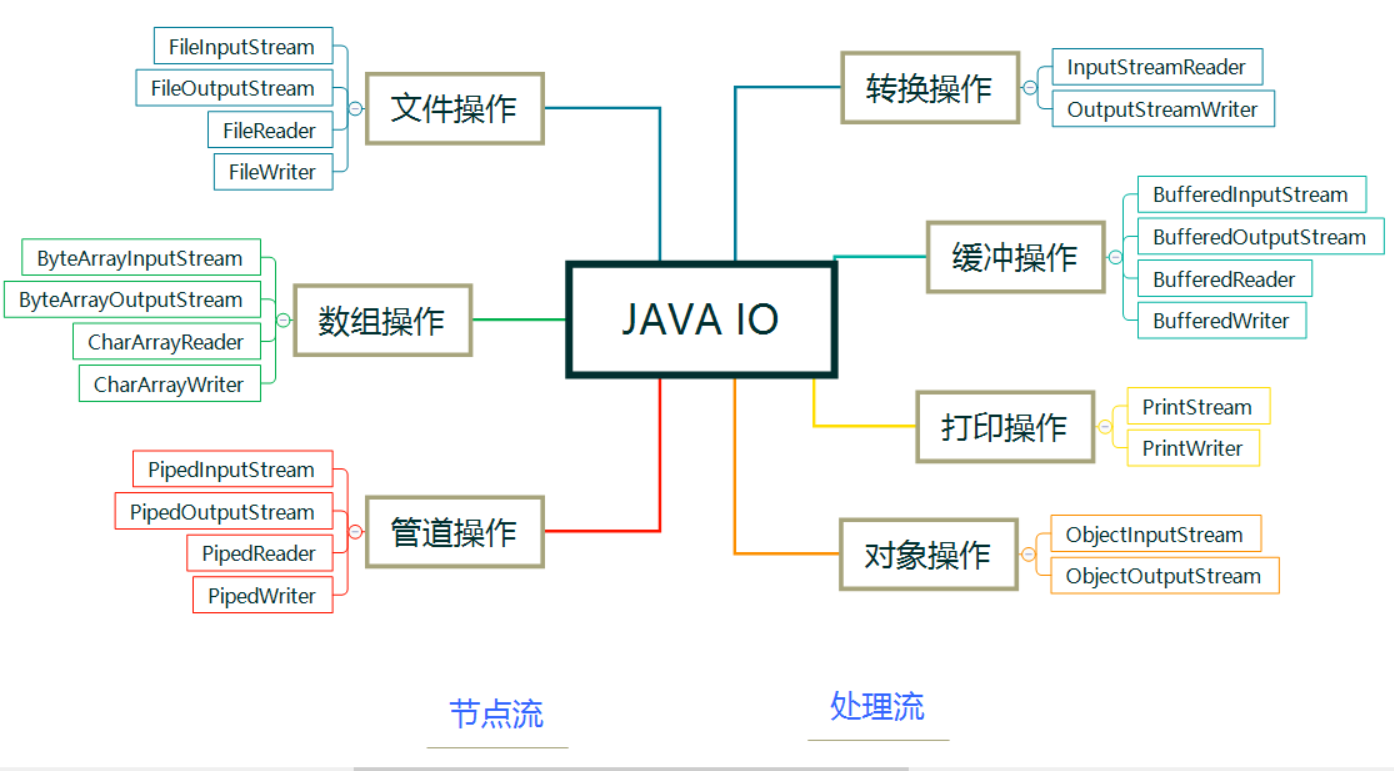 FileInputStream
FileOutputStream
FileReader
FileWriter
文件操作
ByteArrayInputStream
ByteArrayOutputStream
CharArrayReader
CharArrayWriter
数组操作
PipedInputStream
PipedOutputStream
PipedReader
PipedWriter
管道操作
JAVA IO
转换操作
InputStreamReader
OutputStreamWriter
缓冲操作
BufferedInputStream
BufferedOutputStream
BufferedReader
BufferedWriter
打印操作
PrintStream
PrintWriter
对象操作
ObjectInputStream
ObjectOutputStream
节点流
处理流